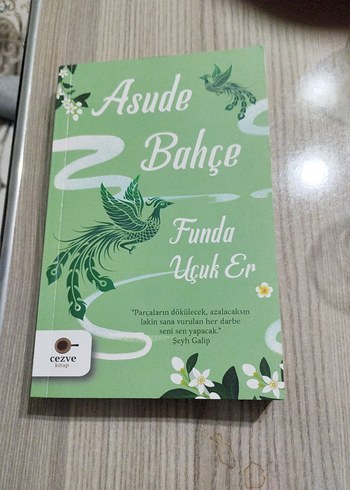 Asude
Bahçe
Funda
Uçuk Er
"Parçaların dökülecek, azalacaksın
lakin sana vurulan her darbe
seni sen yapacak."
Şeyh Galip
cezve
kitap